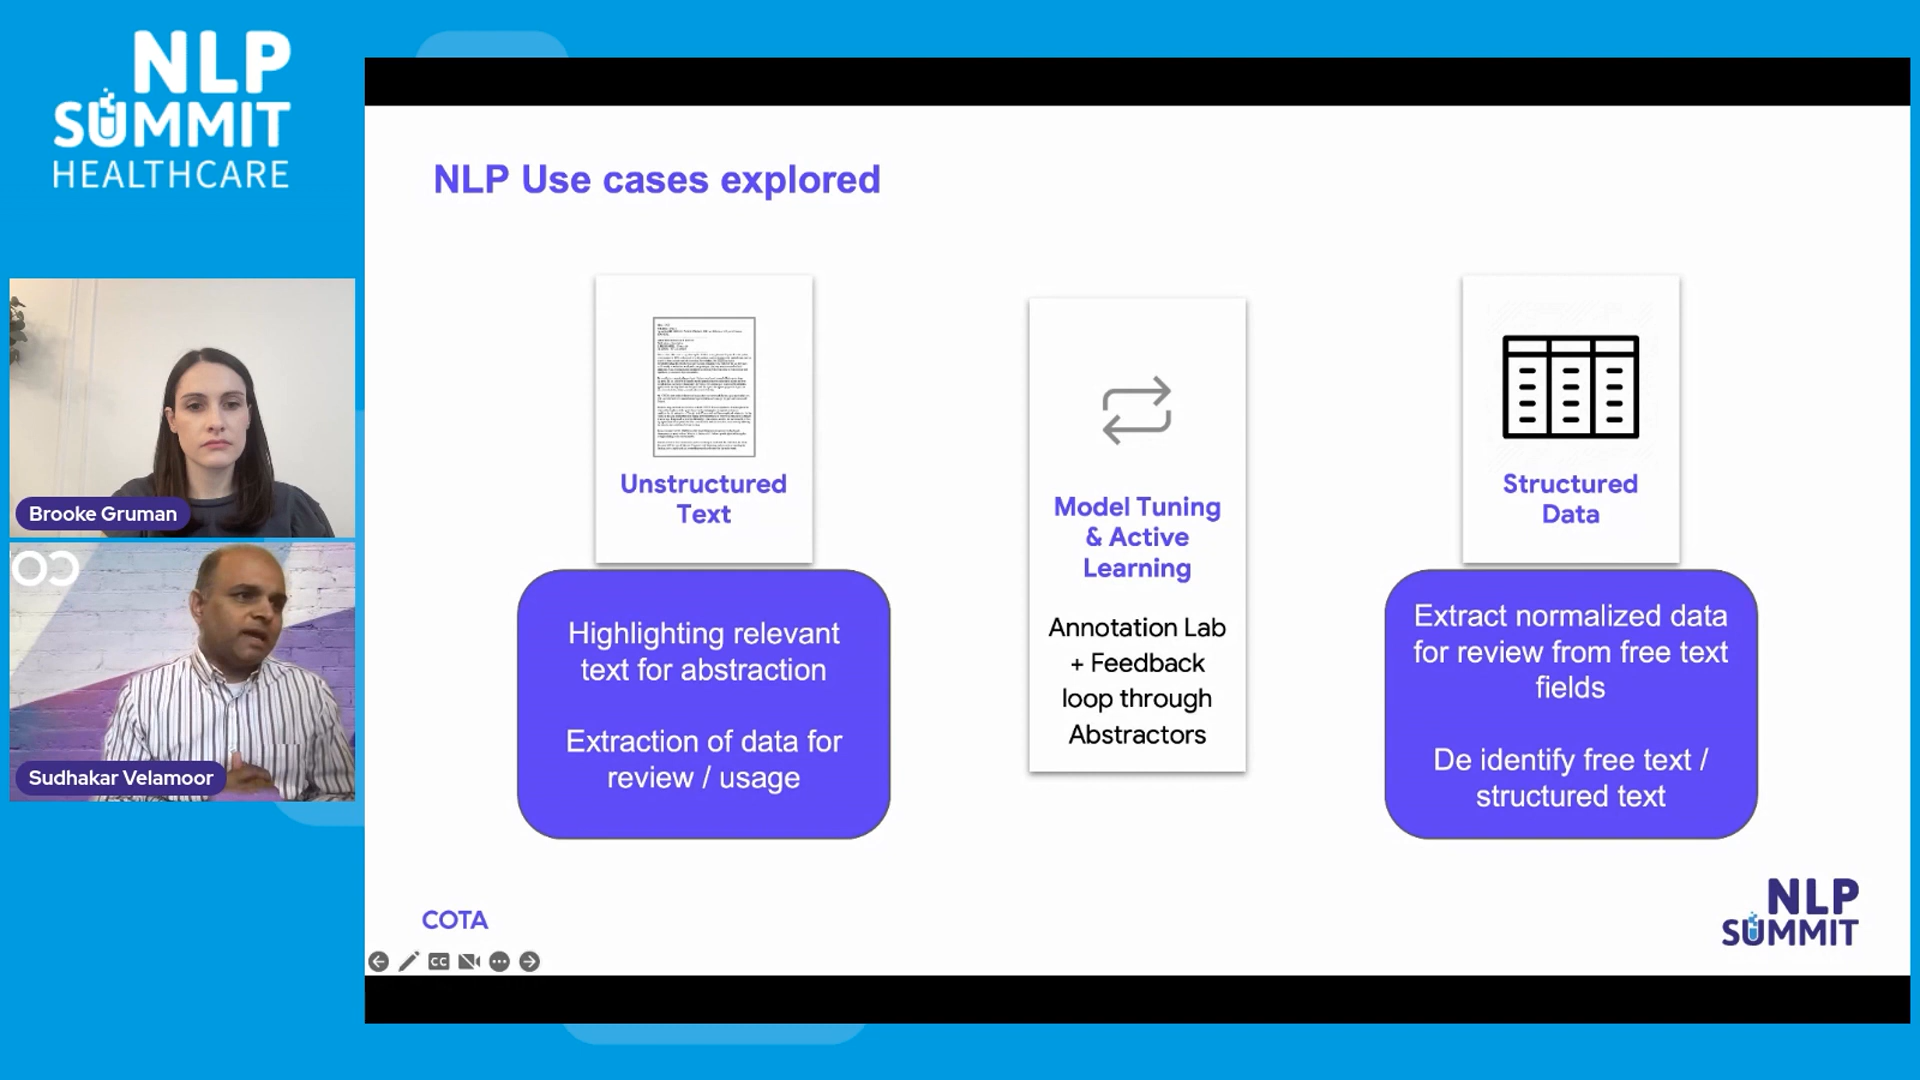 NLP
SUMMIT
HEALTHCARE
Brooke Gruman
Sudhakar Velamoor
NLP Use cases explored
Unstructured
Text
Highlighting relevant
text for abstraction
Extraction of data for
review / usage
Model Tuning
& Active
Learning
Annotation Lab
+ Feedback
loop through
Abstractors
Structured
Data
Extract normalized data
for review from free text
fields
De identify free text /
structured text
COTA
CC
NLP
SUMMIT